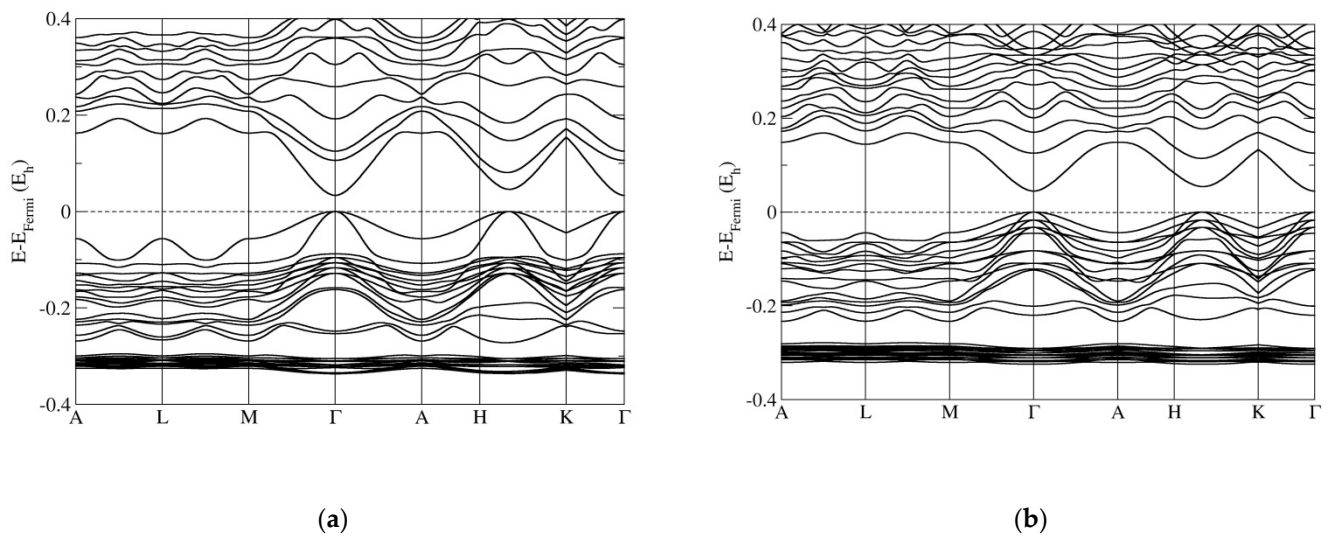 0.4
0.2
0
-0.2
-0.4
E-E_Fermi (E_h)
A L M Γ A H K Γ
(a)
0.4
0.2
0
-0.2
-0.4
E-E_Fermi (E_h)
A L M Γ A H K Γ
(b)